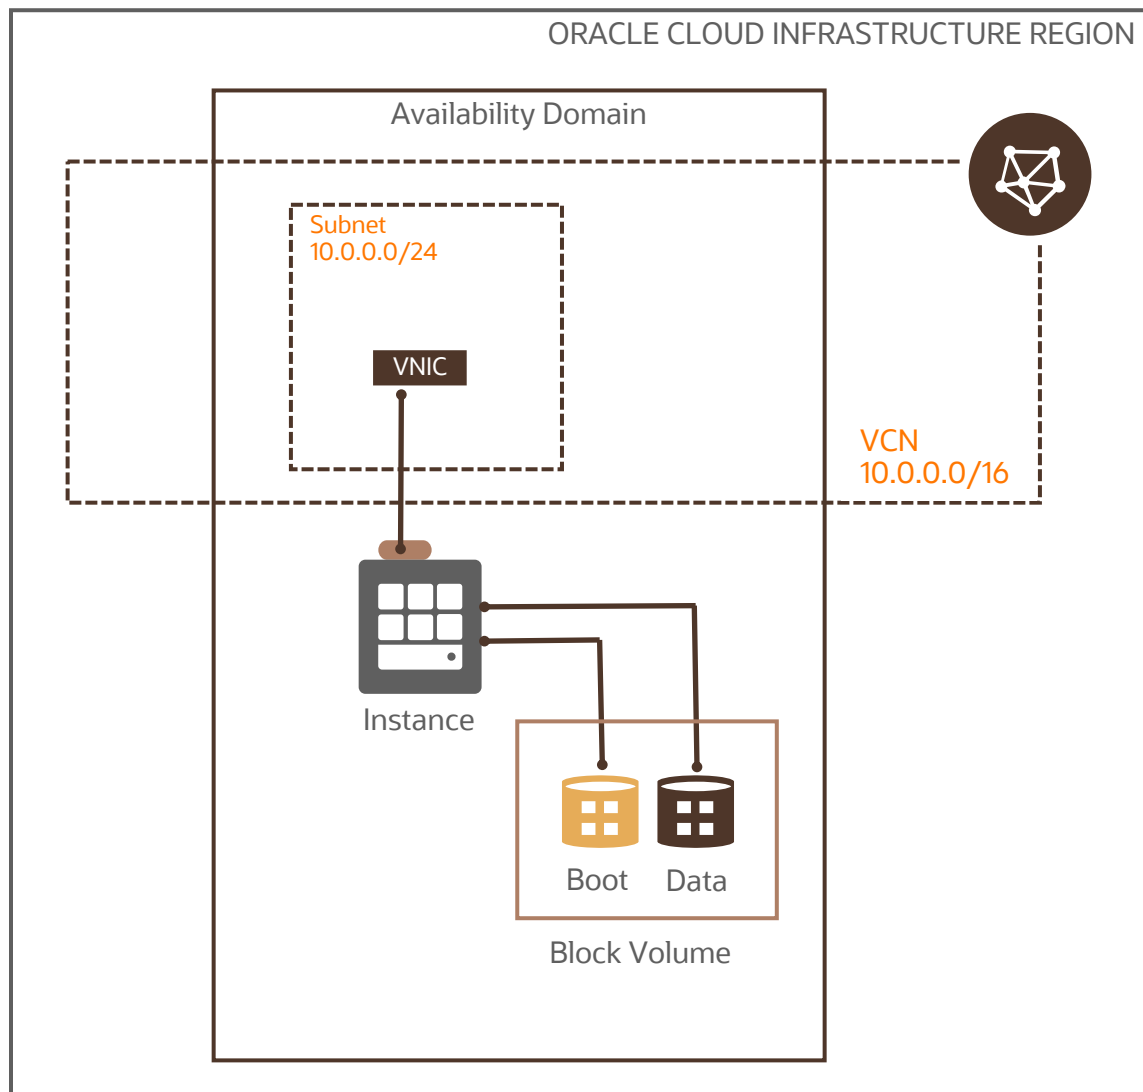 ORACLE CLOUD INFRASTRUCTURE REGION
Availability Domain
Subnet
10.0.0.0/24
VNIC
VCN
10.0.0.0/16
Instance
Boot
Data
Block Volume